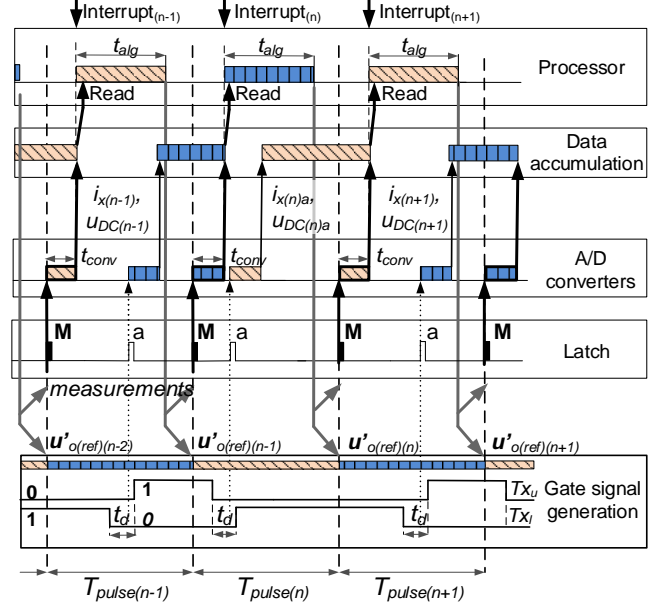 Interrupt(n-1) Interrupt(n) Interrupt(n+1)
talg talg talg
Processor
Read Read Read
Data
accumulation
ix(n-1), ix(n)a, ix(n+1),
uDC(n-1) uDC(n)a uDC(n+1)
tconv tconv tconv
A/D
converters
M a M a M a M
Latch
measurements
u'o(ref)(n-2) u'o(ref)(n-1) u'o(ref)(n) u'o(ref)(n+1)
0 1 Txu
Gate signal
generation
1 td 0 td td Txl
Tpulse(n-1) Tpulse(n) Tpulse(n+1)